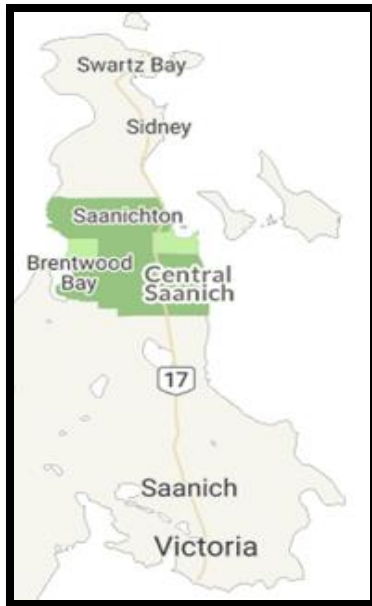 Swartz Bay
Sidney
Saanichton
Brentwood
Bay
Central
Saanich
17
Saanich
Victoria